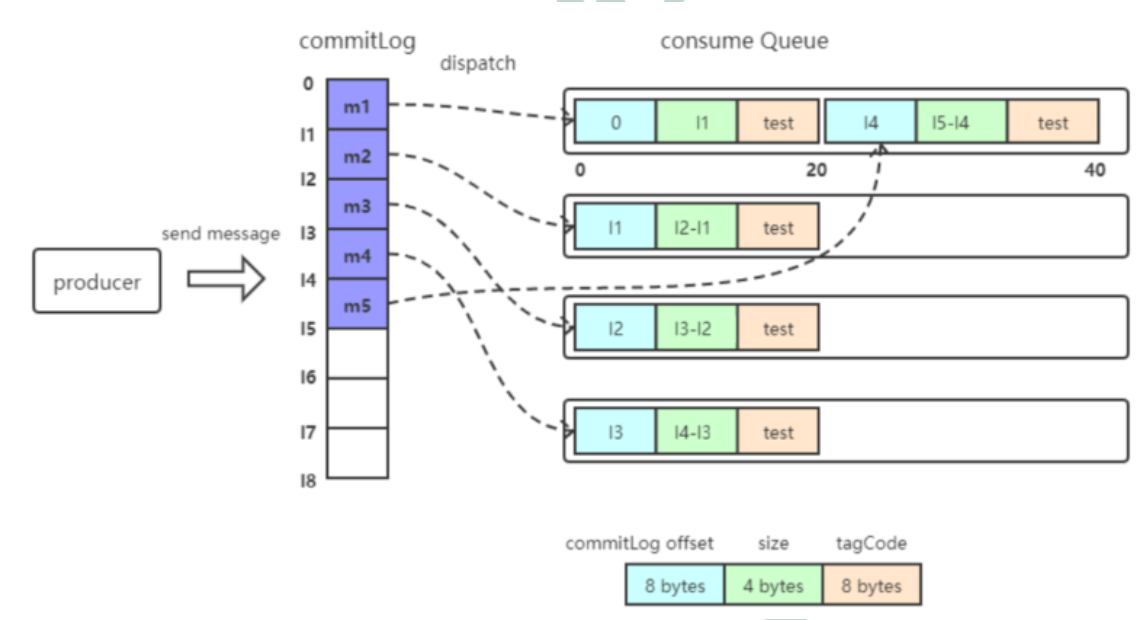 commitLog
consume Queue
dispatch
0
m1
0 l1 test l4 l5-l4 test
l1
m2
0 20 40
l2
m3
l1 l2-l1 test
send message
l3
m4
producer
l4
m5
l2 l3-l2 test
l5
l6
l7
l3 l4-l3 test
l8
commitLog offset size tagCode
8 bytes 4 bytes 8 bytes